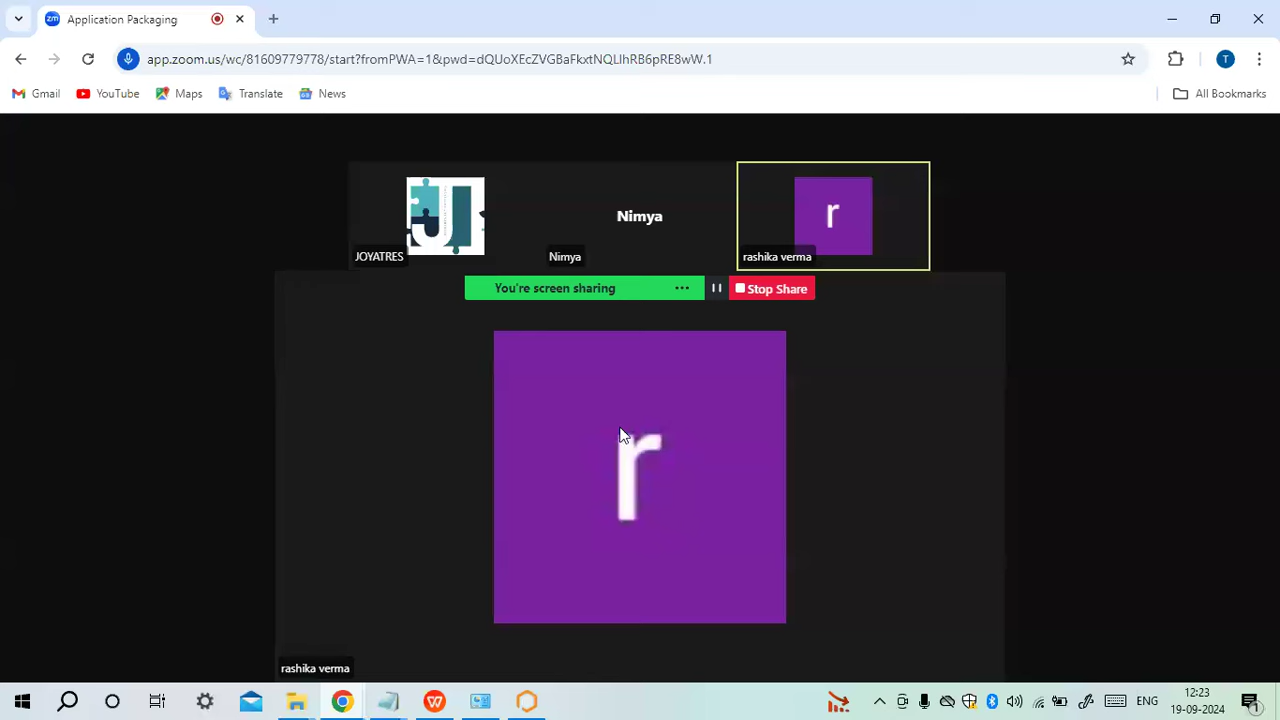 Application Packaging
app.zoom.us/wc/81609779778/start?fromPWA=1&pwd=dQUoXEcZVGBaFkxtNQLlhRB6pRE8wW.1
T
Gmail
YouTube
Maps
Translate
News
All Bookmarks
J
JOYATRES
Nimya
Nimya
r
rashika verma
You're screen sharing
Stop Share
r
rashika verma
ENG
12:23
19-09-2024